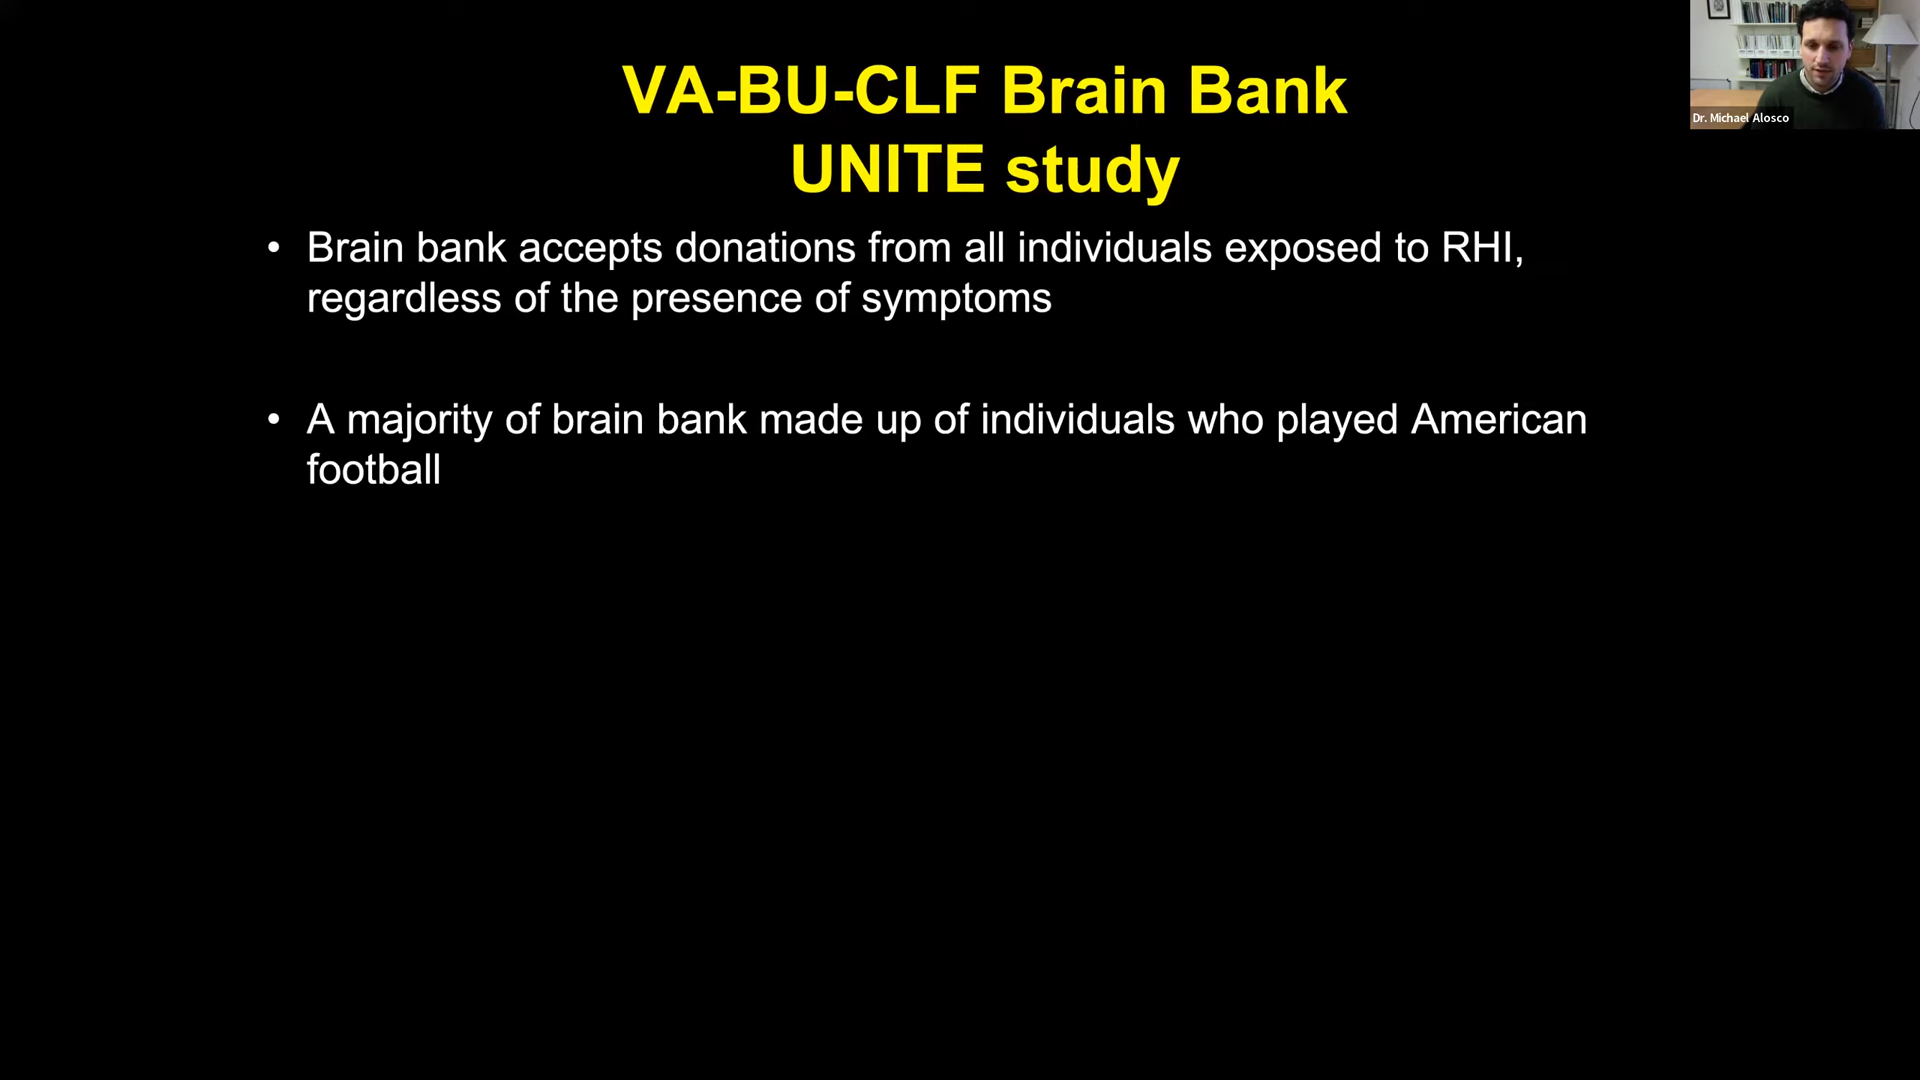 VA-BU-CLF Brain Bank
UNITE study
Dr. Michael Alosco
• Brain bank accepts donations from all individuals exposed to RHI,
regardless of the presence of symptoms
• A majority of brain bank made up of individuals who played American
football